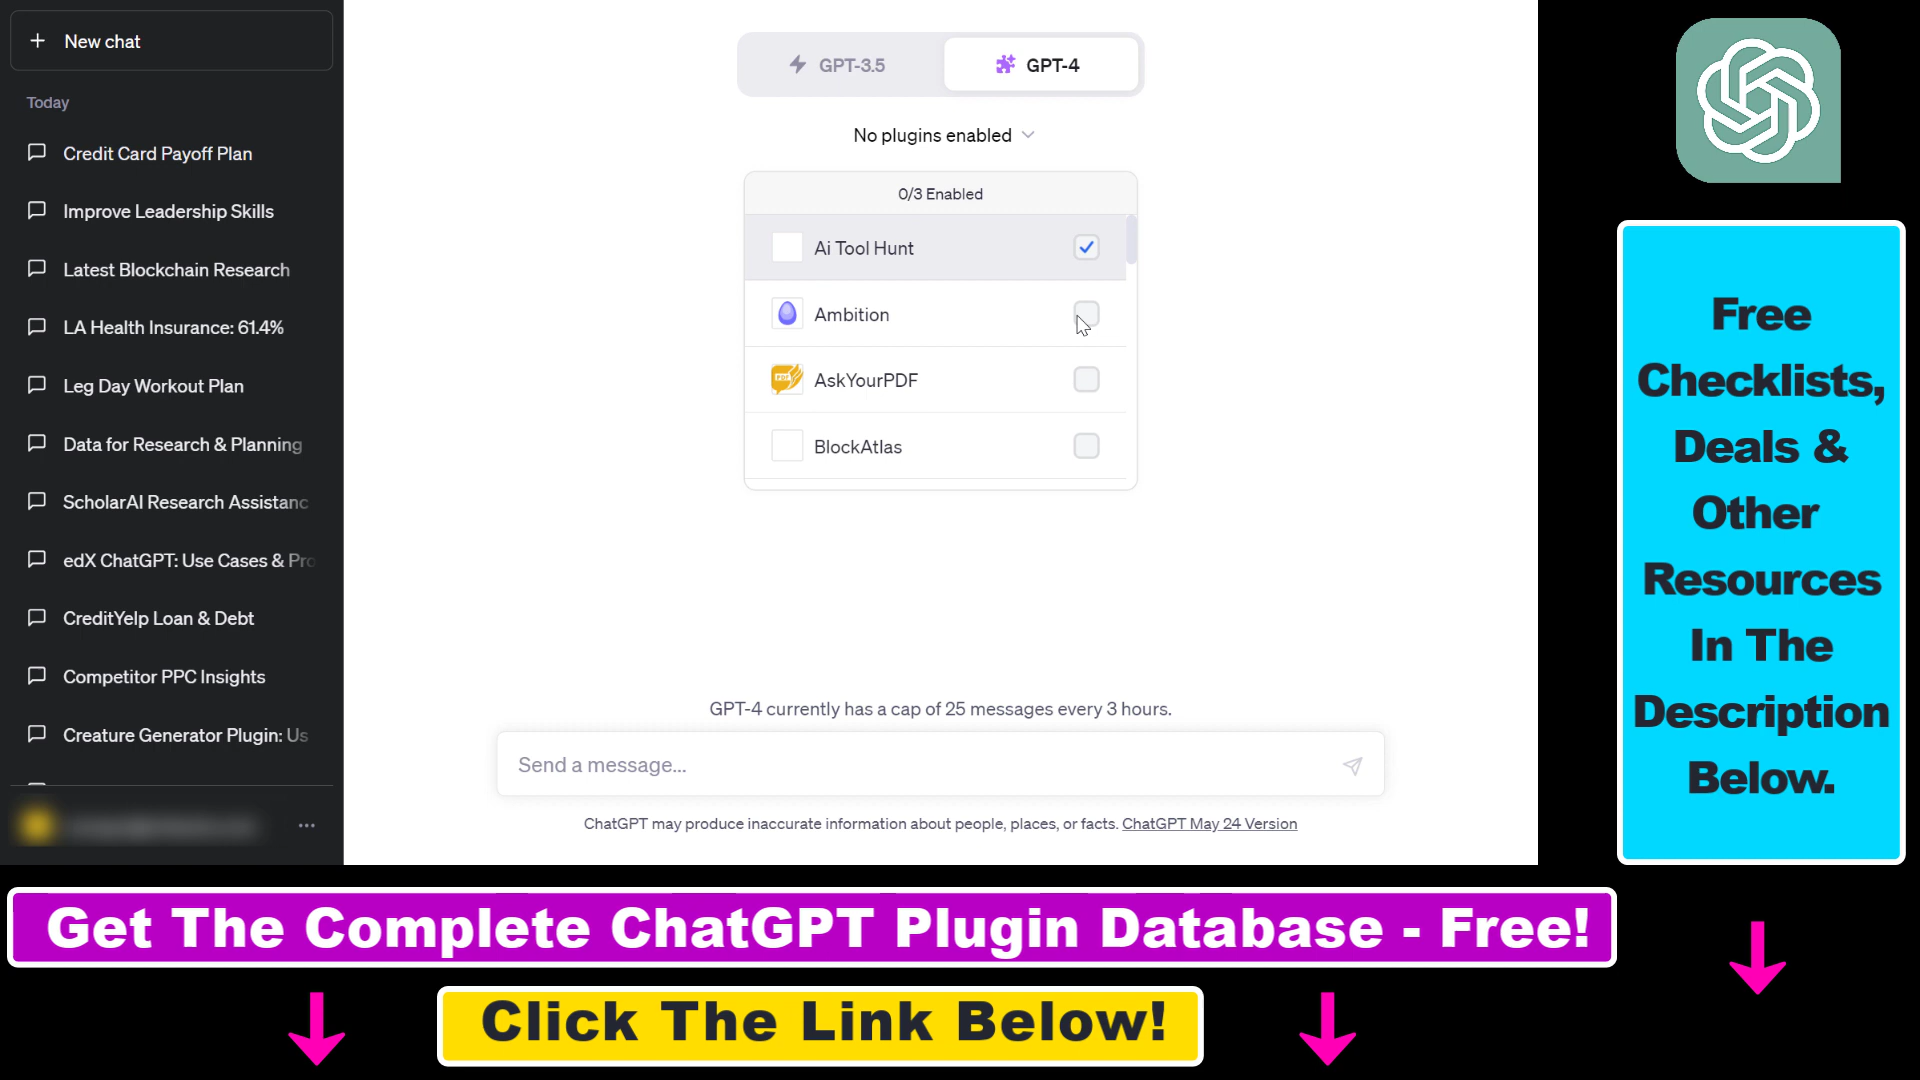 New chat
Today
Credit Card Payoff Plan
Improve Leadership Skills
Latest Blockchain Research
LA Health Insurance: 61.4%
Leg Day Workout Plan
Data for Research & Planning
ScholarAI Research Assistanc
edX ChatGPT: Use Cases & Pro
CreditYelp Loan & Debt
Competitor PPC Insights
Creature Generator Plugin: Us
GPT-3.5
GPT-4
No plugins enabled
0/3 Enabled
Ai Tool Hunt
Ambition
PDF
AskYourPDF
BlockAtlas
GPT-4 currently has a cap of 25 messages every 3 hours.
Send a message...
ChatGPT may produce inaccurate information about people, places, or facts. ChatGPT May 24 Version
Free
Checklists,
Deals &
Other
Resources
In The
Description
Below.
Get The Complete ChatGPT Plugin Database - Free!
Click The Link Below!